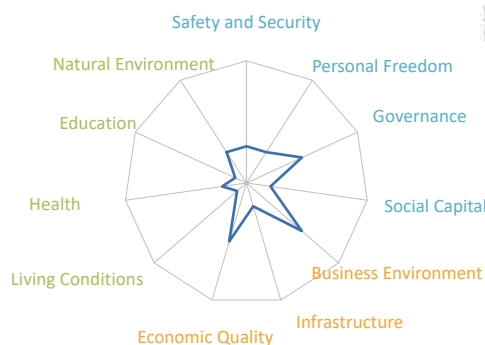 Safety and Security
Natural Environment
Personal Freedom
Education
Governance
Health
Social Capital
Living Conditions
Business Environment
Economic Quality
Infrastructure